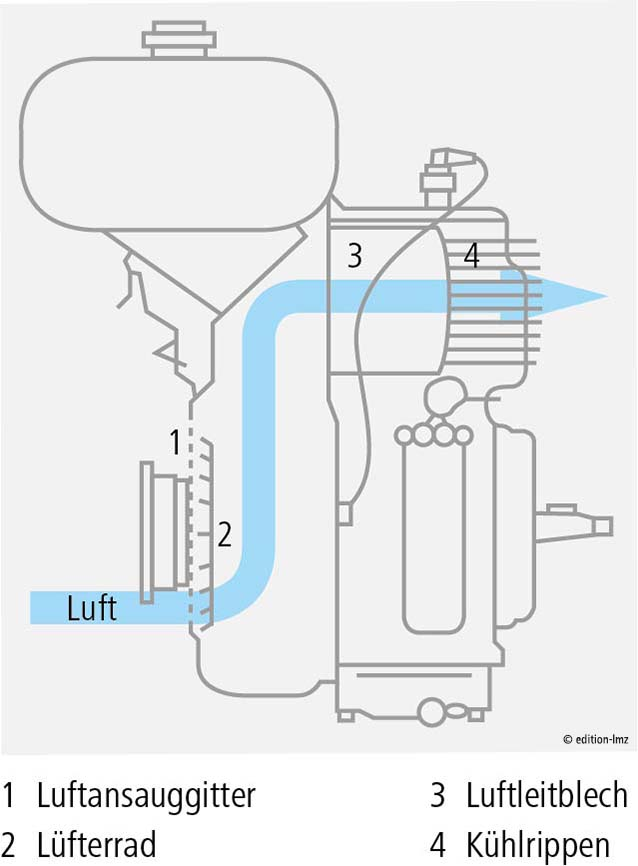 3
4
1
2
Luft
© edition-lmz
1 Luftansauggitter
2 Lüfterrad
3 Luftleitblech
4 Kühlrippen